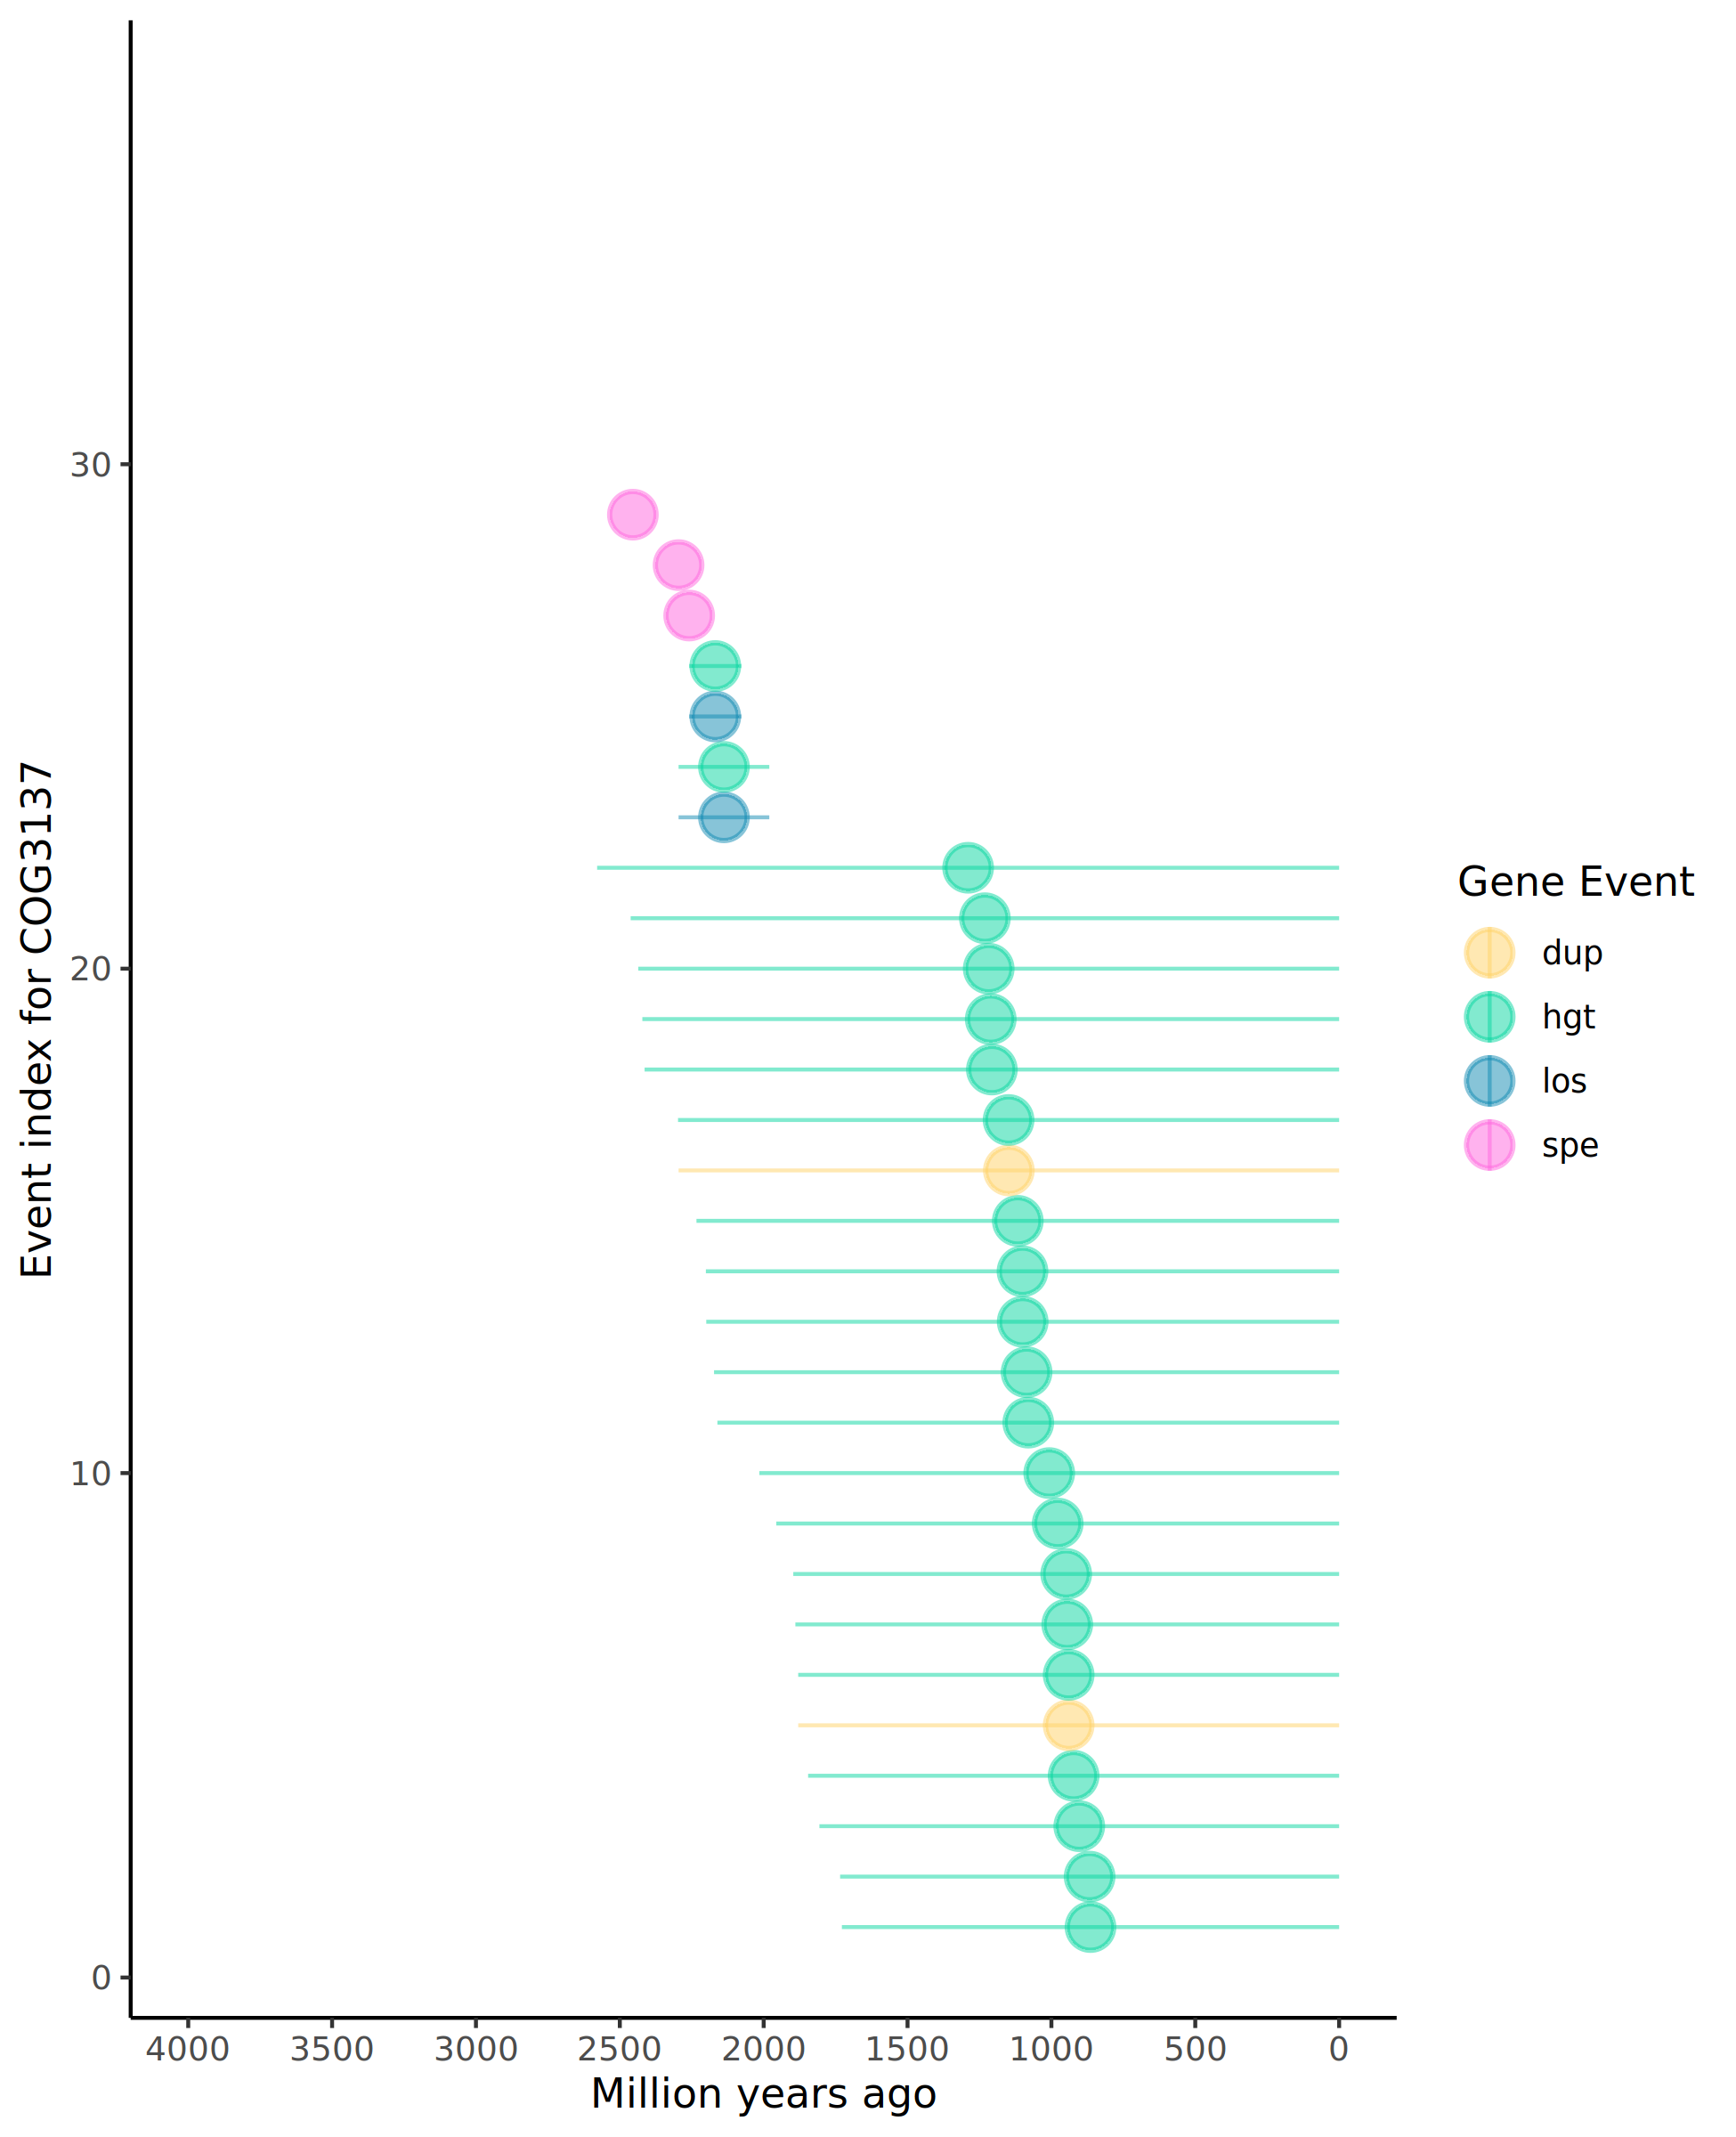 Event index for COG3137
30
20
10
0
4000 3500 3000 2500 2000 1500 1000 500 0
Million years ago
Gene Event
dup
hgt
los
spe